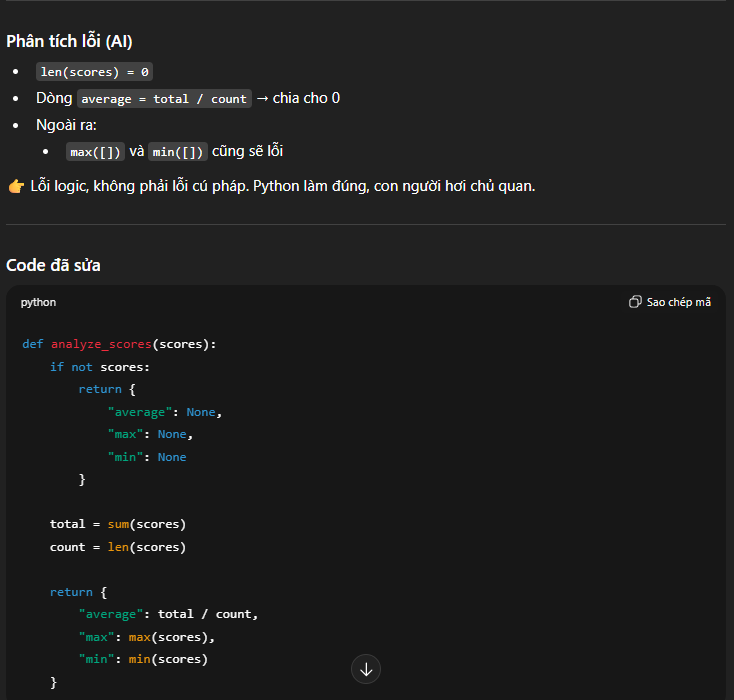 Phân tích lỗi (AI)
• len(scores) = 0
• Dòng average = total / count → chia cho 0
• Ngoài ra:
• max([]) và min([]) cũng sẽ lỗi
👉 Lỗi logic, không phải lỗi cú pháp. Python làm đúng, con người hơi chủ quan.
Code đã sửa
python
Sao chép mã
def analyze_scores(scores):
    if not scores:
        return {
            "average": None,
            "max": None,
            "min": None
        }
    total = sum(scores)
    count = len(scores)
    return {
        "average": total / count,
        "max": max(scores),
        "min": min(scores)
    }